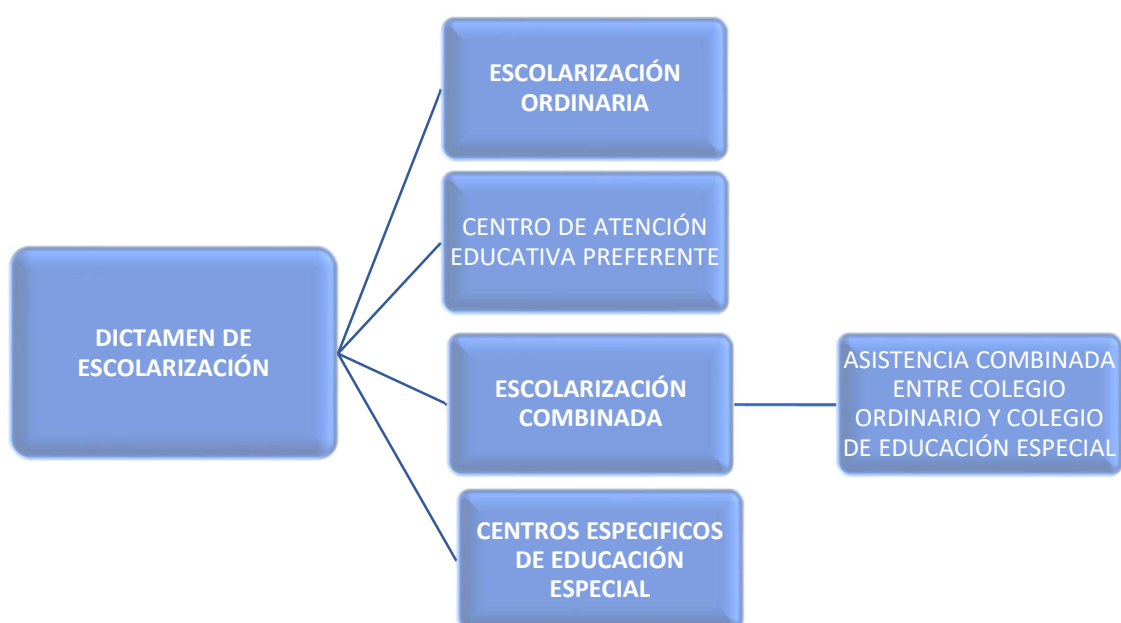 ESCOLARIZACIÓN
ORDINARIA
CENTRO DE ATENCIÓN
EDUCATIVA PREFERENTE
DICTAMEN DE
ESCOLARIZACIÓN
ESCOLARIZACIÓN
COMBINADA
ASISTENCIA COMBINADA
ENTRE COLEGIO
ORDINARIO Y COLEGIO
DE EDUCACIÓN ESPECIAL
CENTROS ESPECIFICOS
DE EDUCACIÓN
ESPECIAL